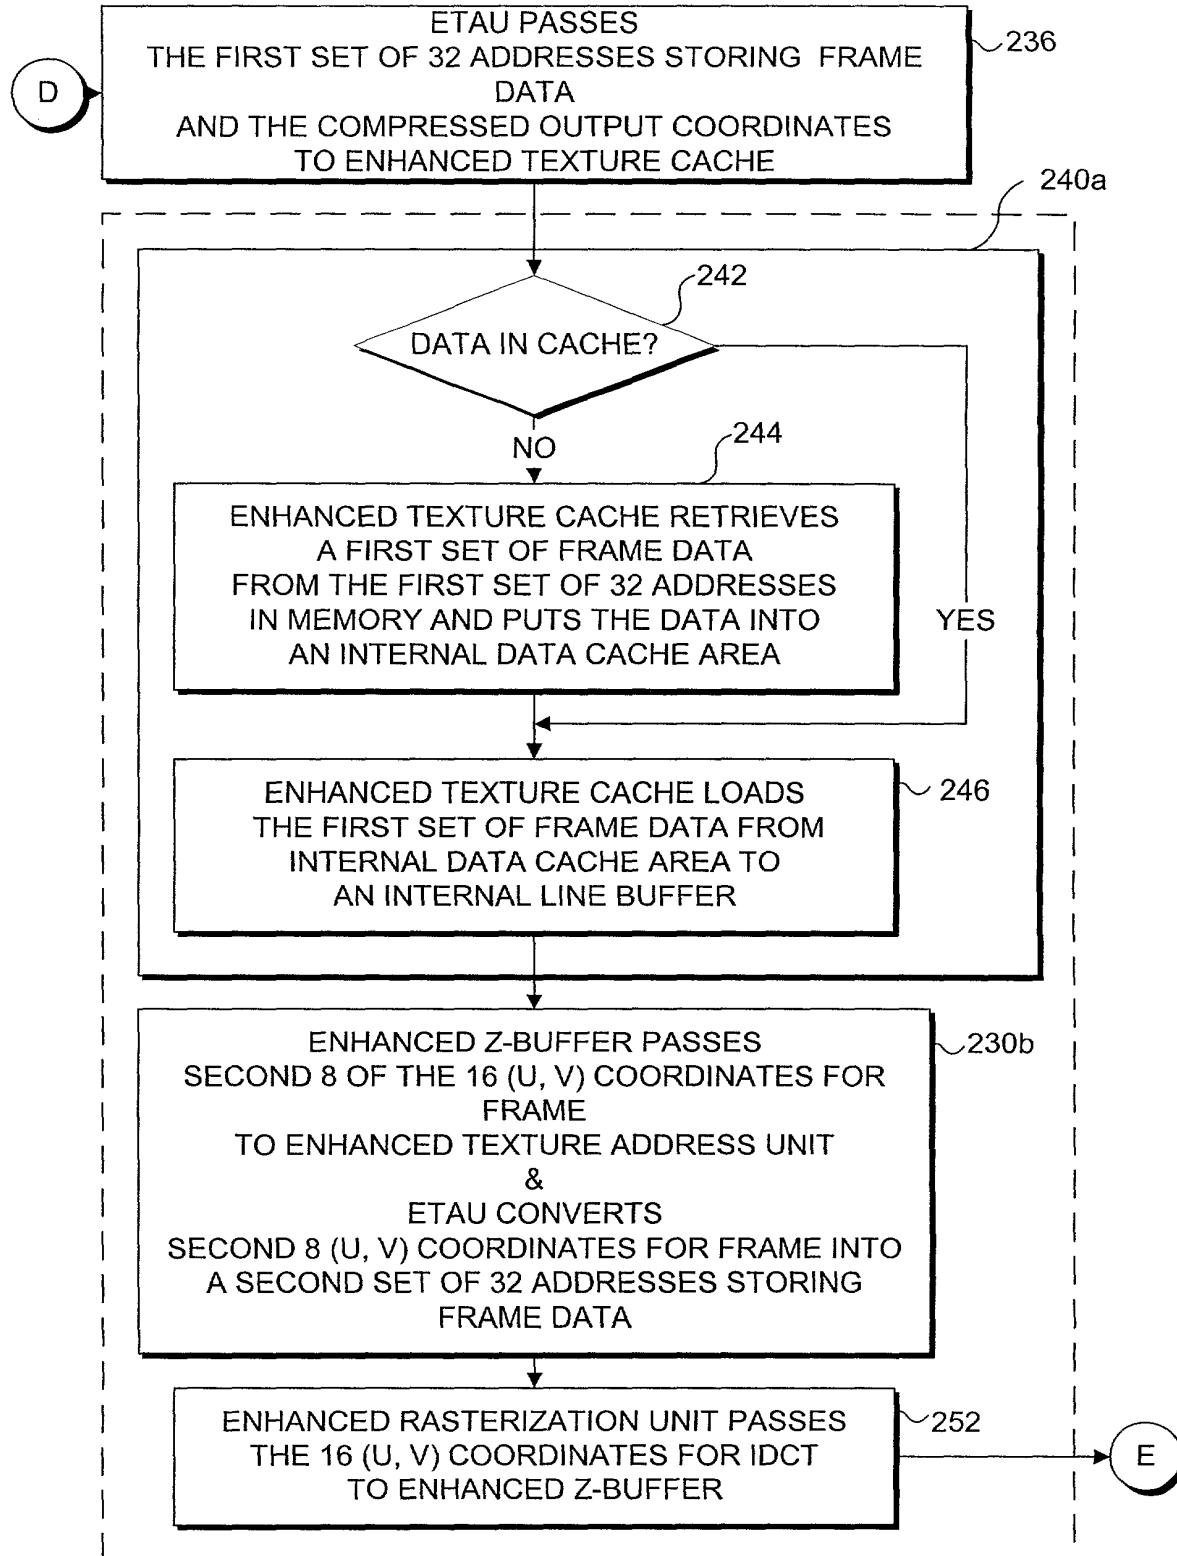 ETAU PASSES
THE FIRST SET OF 32 ADDRESSES STORING FRAME
DATA
AND THE COMPRESSED OUTPUT COORDINATES
TO ENHANCED TEXTURE CACHE
236
D
240a
242
DATA IN CACHE?
NO
244
ENHANCED TEXTURE CACHE RETRIEVES
A FIRST SET OF FRAME DATA
FROM THE FIRST SET OF 32 ADDRESSES
IN MEMORY AND PUTS THE DATA INTO
AN INTERNAL DATA CACHE AREA
YES
ENHANCED TEXTURE CACHE LOADS
THE FIRST SET OF FRAME DATA FROM
INTERNAL DATA CACHE AREA TO
AN INTERNAL LINE BUFFER
246
ENHANCED Z-BUFFER PASSES
SECOND 8 OF THE 16 (U, V) COORDINATES FOR
FRAME
TO ENHANCED TEXTURE ADDRESS UNIT
&
ETAU CONVERTS
SECOND 8 (U, V) COORDINATES FOR FRAME INTO
A SECOND SET OF 32 ADDRESSES STORING
FRAME DATA
230b
ENHANCED RASTERIZATION UNIT PASSES
THE 16 (U, V) COORDINATES FOR IDCT
TO ENHANCED Z-BUFFER
252
E